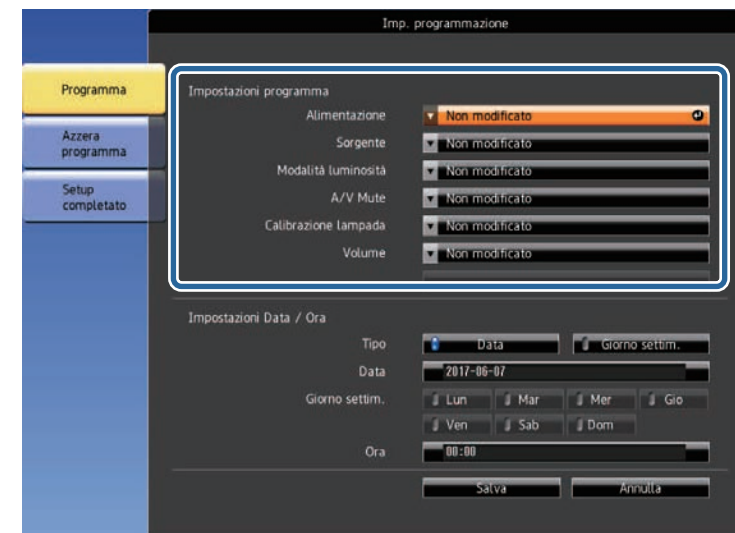 Imp. programmazione
Programma
Azzera
programma
Setup
completato
Impostazioni programma
Alimentazione Non modificato
Sorgente Non modificato
Modalità luminosità Non modificato
A/V Mute Non modificato
Calibrazione lampada Non modificato
Volume Non modificato
Impostazioni Data / Ora
Tipo Data Giorno settim.
Data 2017-06-07
Giorno settim. Lun Mar Mer Gio
Ven Sab Dom
Ora 00:00
Salva Annulla